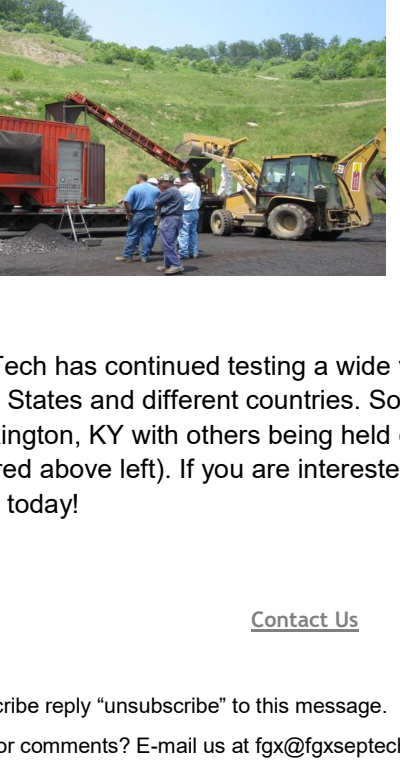 Tech has continued testing a wide
States and different countries. So
ington, KY with others being held
red above left). If you are intereste
today!
Contact Us
cribe reply “unsubscribe” to this message.
or comments? E-mail us at fgx@fgxseptech